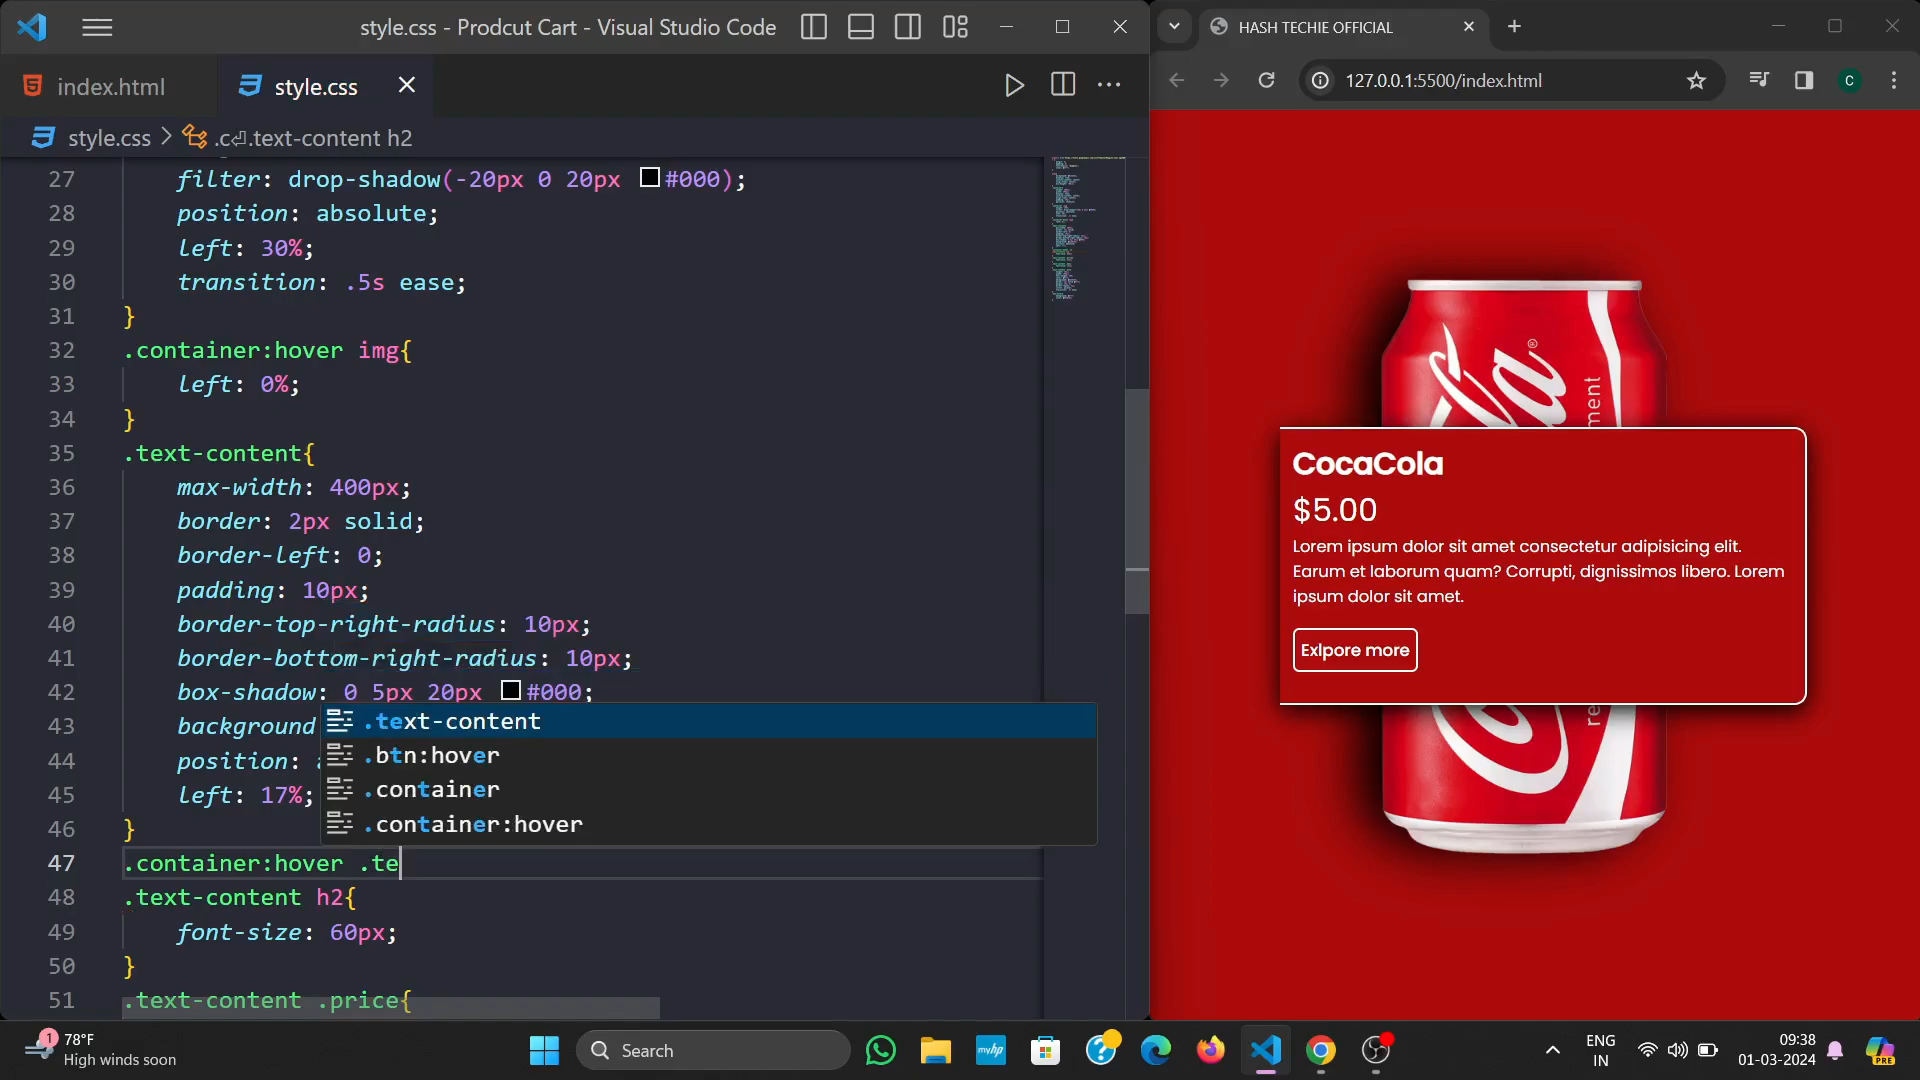 style.css - Prodcut Cart - Visual Studio Code
index.html
style.css
style.css > .c⏎.text-content h2
27 filter: drop-shadow(-20px 0 20px #000);
28 position: absolute;
29 left: 30%;
30 transition: .5s ease;
31 }
32 .container:hover img{
33 left: 0%;
34 }
35 .text-content{
36 max-width: 400px;
37 border: 2px solid;
38 border-left: 0;
39 padding: 10px;
40 border-top-right-radius: 10px;
41 border-bottom-right-radius: 10px;
42 box-shadow: 0 5px 20px #000;
43 background
44 position:
45 left: 17%;
46 }
47 .container:hover .te
48 .text-content h2{
49 font-size: 60px;
50 }
51 .text-content .price{
.text-content
.btn:hover
.container
.container:hover
HASH TECHIE OFFICIAL
127.0.0.1:5500/index.html
C
CocaCola
$5.00
Lorem ipsum dolor sit amet consectetur adipisicing elit.
Earum et laborum quam? Corrupti, dignissimos libero. Lorem
ipsum dolor sit amet.
Exlpore more
1
78°F
High winds soon
Search
myhp
ENG
IN
09:38
01-03-2024
PRE